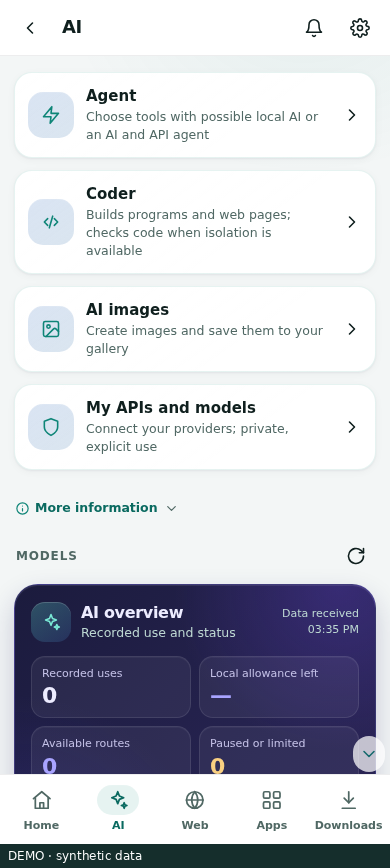 AI
Agent
Choose tools with possible local AI or
an AI and API agent
Coder
Builds programs and web pages;
checks code when isolation is
available
AI images
Create images and save them to your
gallery
My APIs and models
Connect your providers; private,
explicit use
More information
MODELS
AI overview
Recorded use and status
Data received
03:35 PM
Recorded uses
0
Local allowance left
—
Available routes
0
Paused or limited
0
Home
AI
Web
Apps
Downloads
DEMO · synthetic data